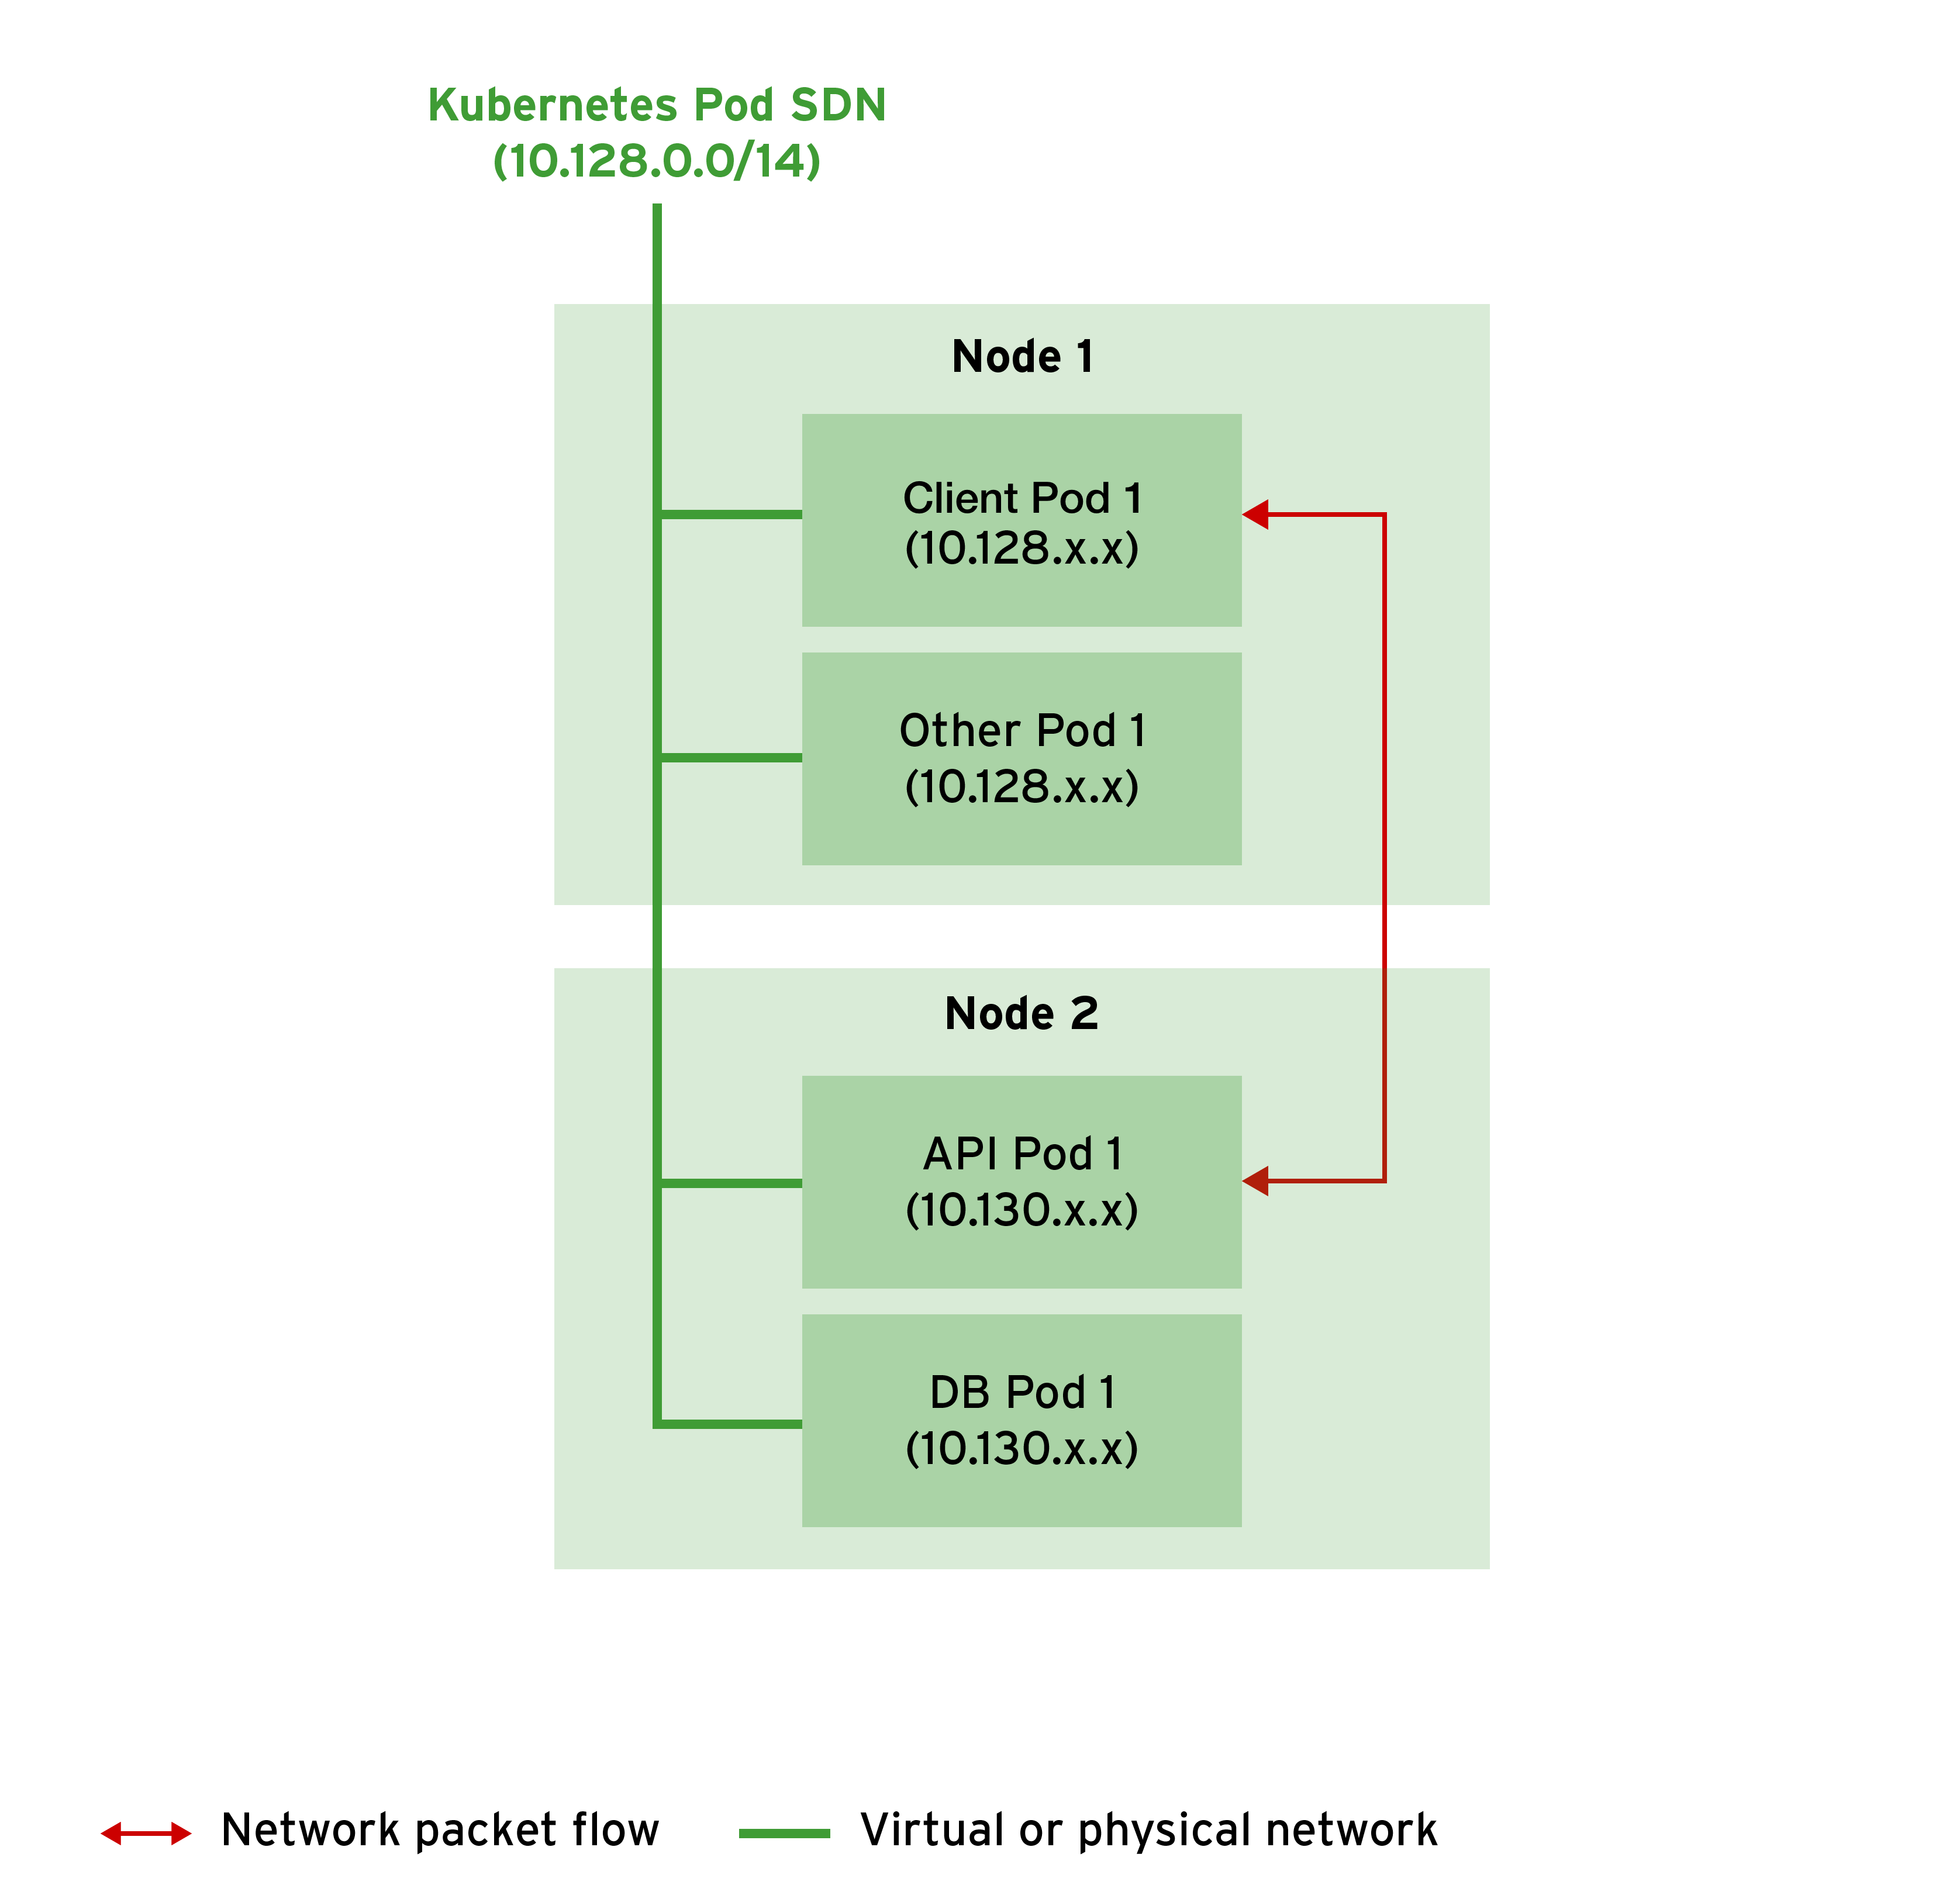 Kubernetes Pod SDN
(10.128.0.0/14)
Node 1
Client Pod 1
(10.128.x.x)
Other Pod 1
(10.128.x.x)
Node 2
API Pod 1
(10.130.x.x)
DB Pod 1
(10.130.x.x)
Network packet flow
Virtual or physical network